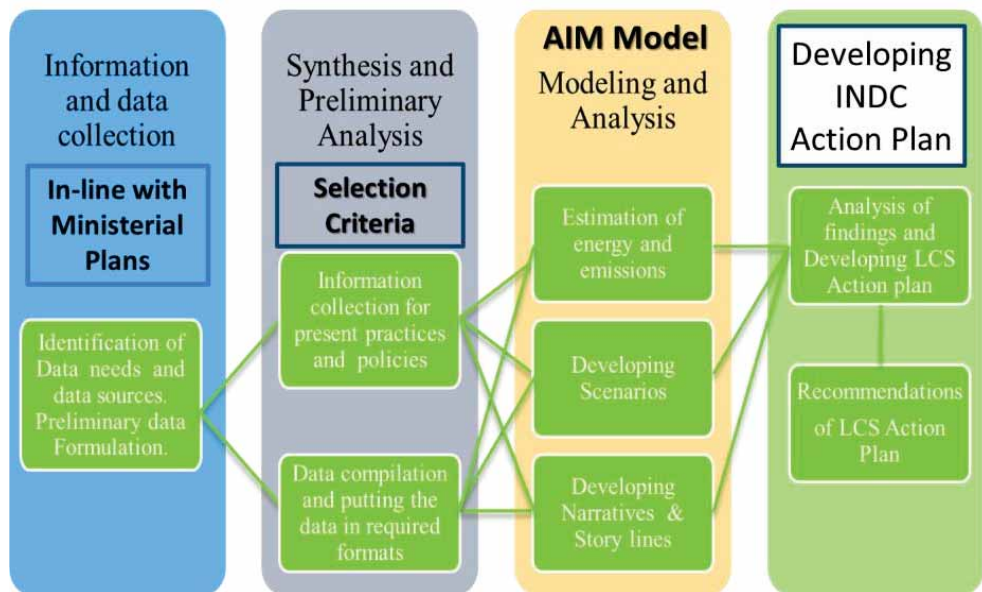 Information
and data
collection
In-line with
Ministerial
Plans
Identification of
Data needs and
data sources.
Preliminary data
Formulation.
Synthesis and
Preliminary
Analysis
Selection
Criteria
Information
collection for
present practices
and policies
Data compilation
and putting the
data in required
formats
AIM Model
Modeling and
Analysis
Estimation of
energy and
emissions
Developing
Scenarios
Developing
Narratives &
Story lines
Developing
INDC
Action Plan
Analysis of
findings and
Developing LCS
Action plan
Recommendations
of LCS Action
Plan